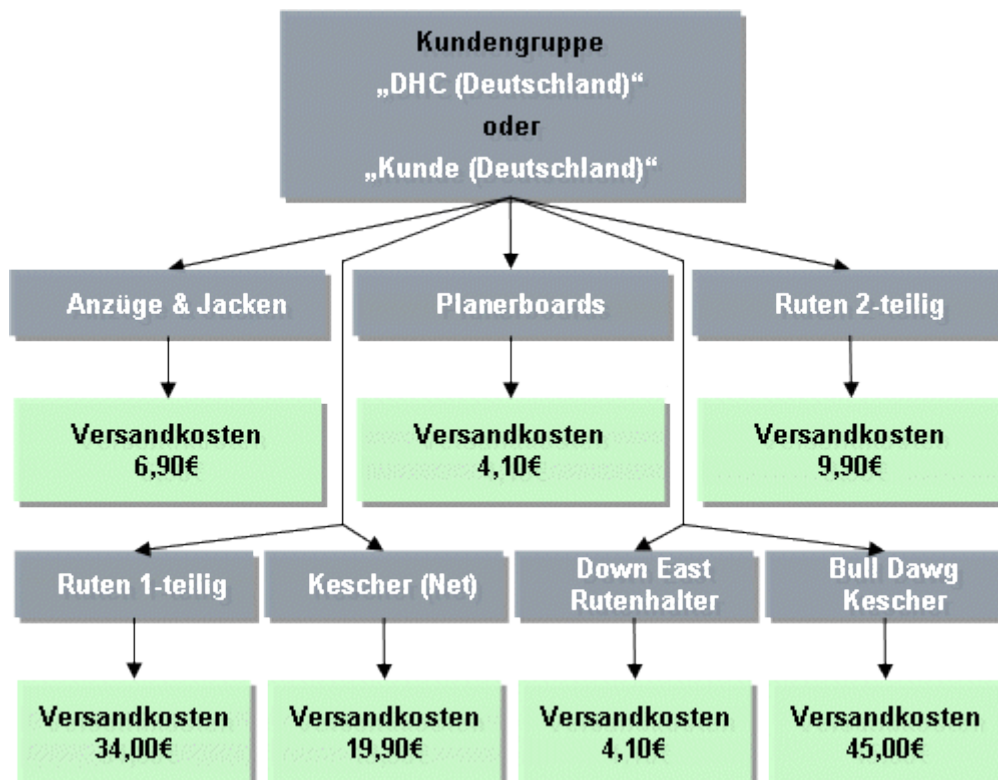 Kundengruppe
„DHC (Deutschland)“
oder
„Kunde (Deutschland)“
Anzüge & Jacken
Planerboards
Ruten 2-teilig
Versandkosten
6,90€
Versandkosten
4,10€
Versandkosten
9,90€
Ruten 1-teilig
Kescher (Net)
Down East
Rutenhalter
Bull Dawg
Kescher
Versandkosten
34,00€
Versandkosten
19,90€
Versandkosten
4,10€
Versandkosten
45,00€